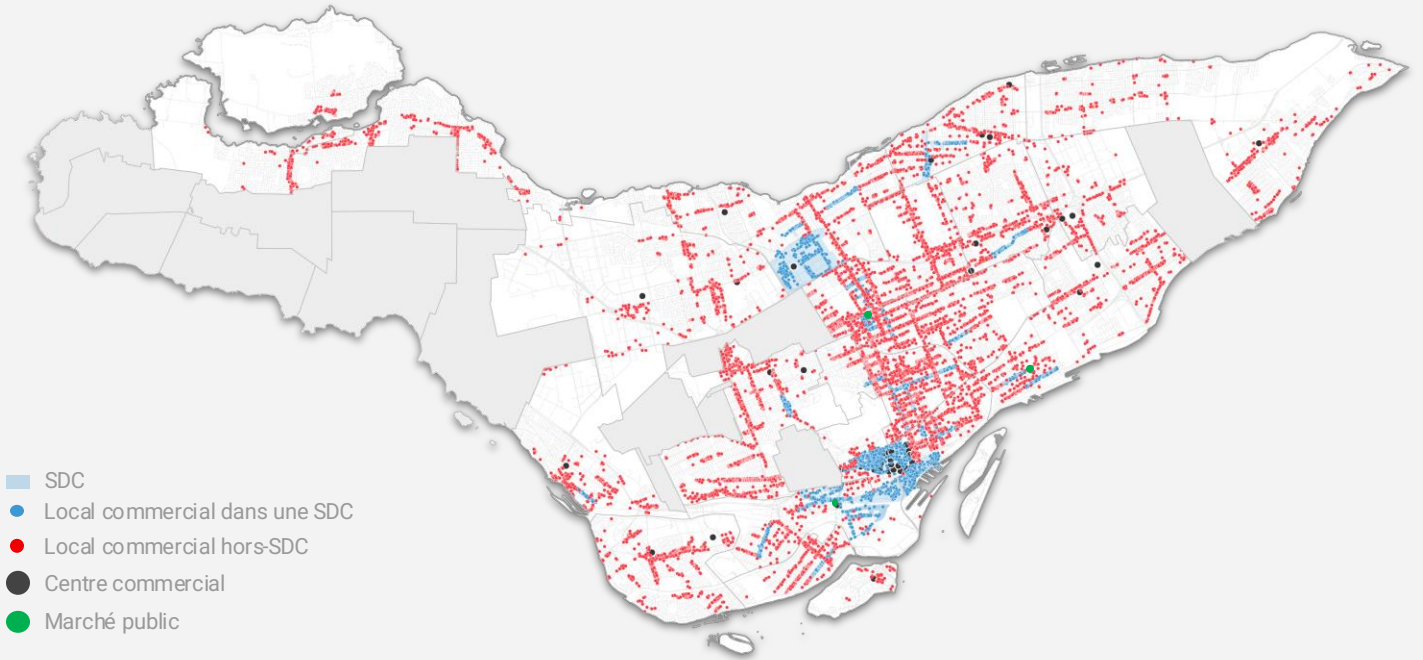 SDC
Local commercial dans une SDC
Local commercial hors-SDC
Centre commercial
Marché public